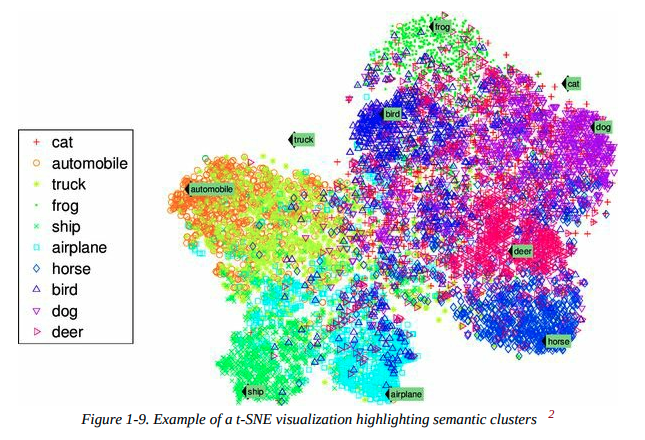 frog
cat
bird
dog
truck
cat
automobile
truck
frog
ship
airplane
horse
bird
dog
deer
automobile
deer
horse
ship
airplane
Figure 1-9. Example of a t-SNE visualization highlighting semantic clusters 2